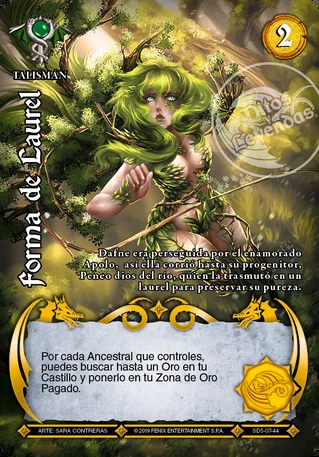 2
TALISMÁN
Forma de Laurel
Mitos y
Leyendas
Dafne era perseguida por el enamorado
Apolo, así ella corrió hasta su progenitor,
Peneo dios del río, quien la trasmutó en un
laurel para preservar su pureza.
Por cada Ancestral que controles,
puedes buscar hasta un Oro en tu
Castillo y ponerlo en tu Zona de Oro
Pagado.
ARTE: SARA CONTRERAS
© 2019 FENIX ENTERTAINMENT S.P.A.
SD5-07-44